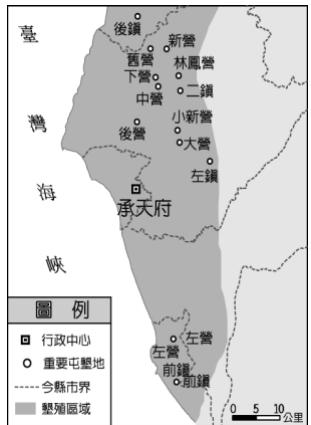 臺灣海峽
後鎮
新營
舊營
林鳳營
下營
二鎮
中營
小新營
後營
大營
左鎮
承天府
左營
左營
前鎮
前鎮
圖例
行政中心
重要屯墾地
今縣市界
墾殖區域
0 5 10公里